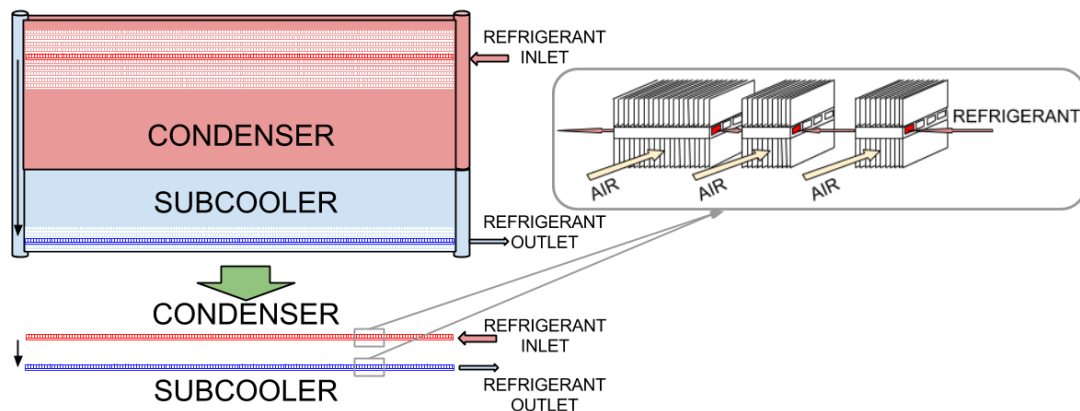 REFRIGERANT
INLET
CONDENSER
SUBCOOLER
REFRIGERANT
OUTLET
REFRIGERANT
AIR
AIR
AIR
CONDENSER
REFRIGERANT
INLET
SUBCOOLER
REFRIGERANT
OUTLET